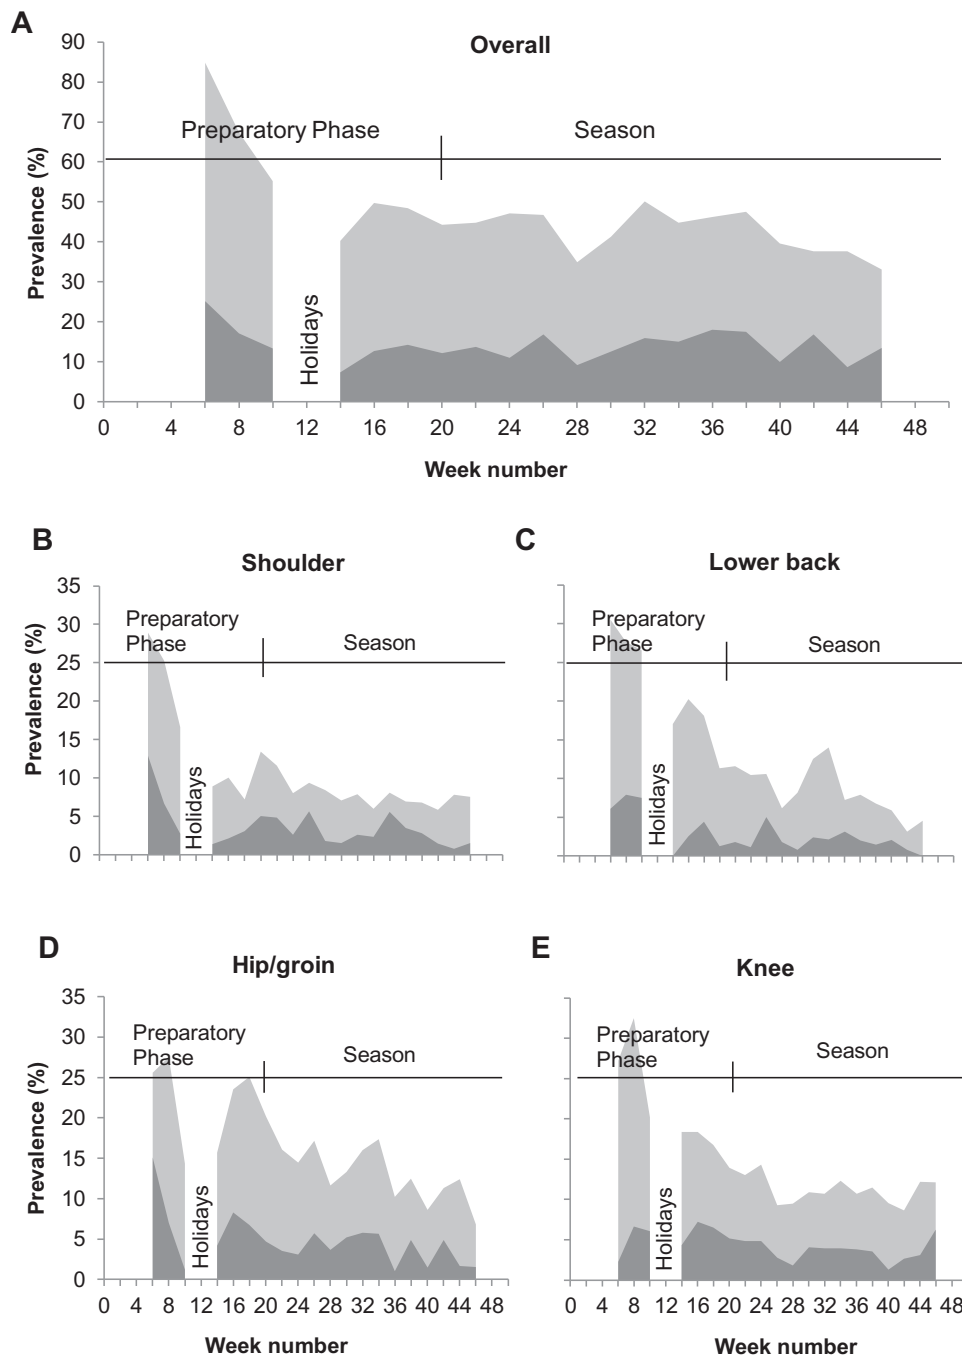 A
Overall
90
80
70
60
50
40
30
20
10
0
Prevalence (%)
Preparatory Phase
Season
Holidays
0 4 8 12 16 20 24 28 32 36 40 44 48
Week number
B
Shoulder
35
30
25
20
15
10
5
0
Prevalence (%)
Preparatory
Phase
Season
Holidays
C
Lower back
Preparatory
Phase
Season
Holidays
D
Hip/groin
35
30
25
20
15
10
5
0
Prevalence (%)
Preparatory
Phase
Season
Holidays
0 4 8 12 16 20 24 28 32 36 40 44 48
Week number
E
Knee
Preparatory
Phase
Season
Holidays
0 4 8 12 16 20 24 28 32 36 40 44 48
Week number